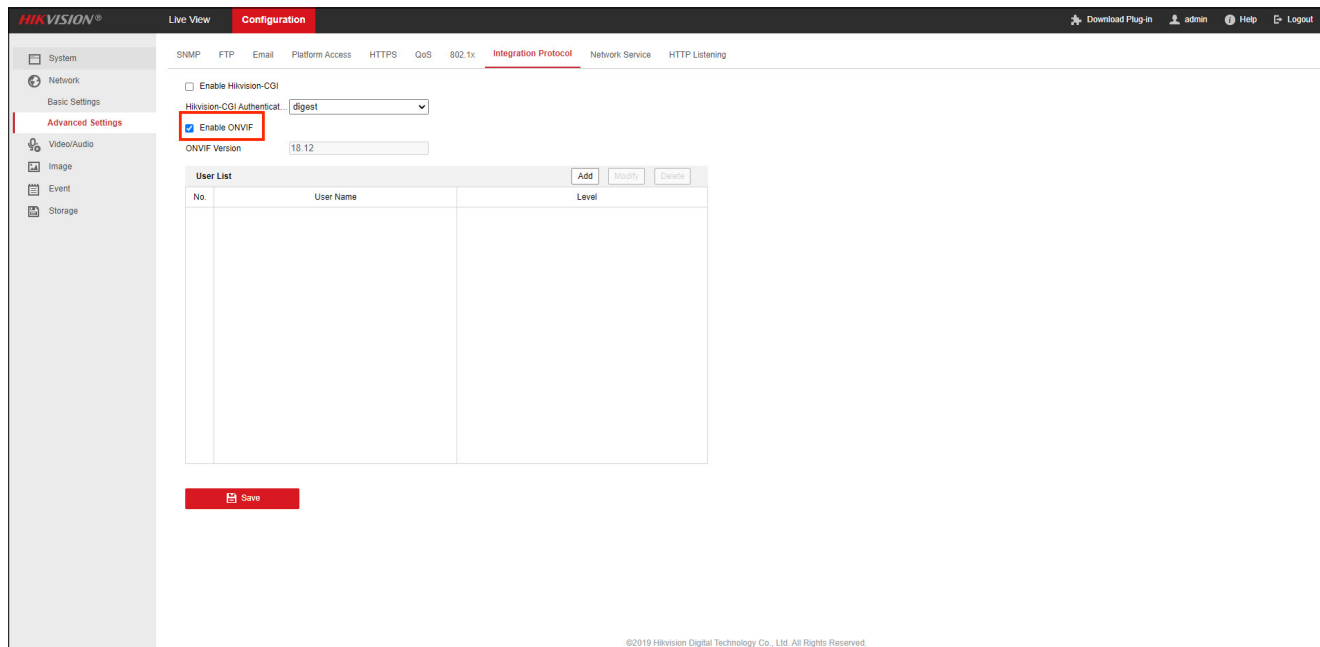 HIKVISION® Live View Configuration Download Plug-in admin Help Logout
System
Network
Basic Settings
Advanced Settings
Video/Audio
Image
Event
Storage
SNMP FTP Email Platform Access HTTPS QoS 802.1x Integration Protocol Network Service HTTP Listening
Enable Hikvision-CGI
Hikvision-CGI Authenticat... digest
Enable ONVIF
ONVIF Version 18.12
User List Add Modify Delete
No. User Name Level
Save
©2019 Hikvision Digital Technology Co., Ltd. All Rights Reserved.